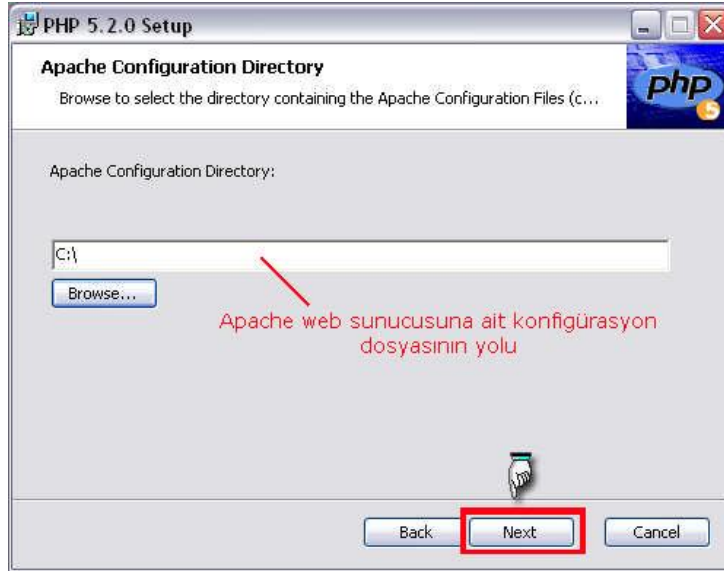 PHP 5.2.0 Setup
Apache Configuration Directory
Browse to select the directory containing the Apache Configuration Files (c...
php
5
Apache Configuration Directory:
C:\
Browse...
Apache web sunucusuna ait konfigürasyon
dosyasının yolu
Back
Next
Cancel